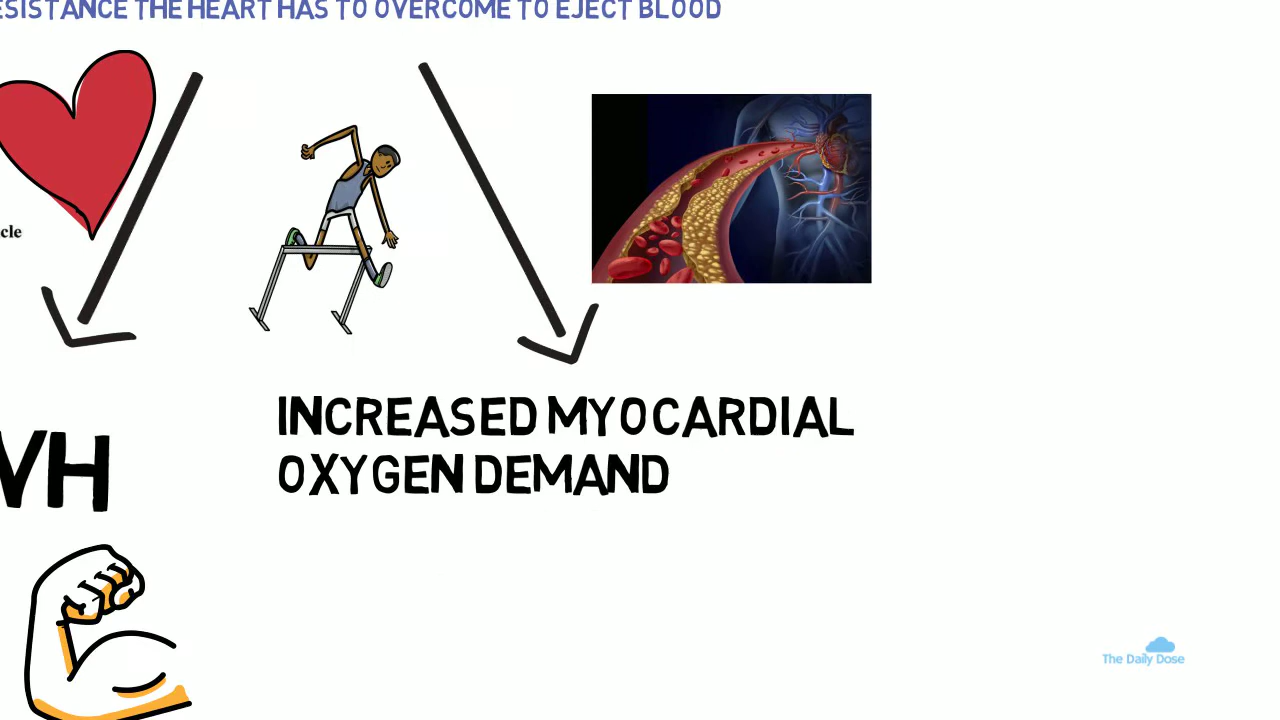 ESISTANCE THE HEART HAS TO OVERCOME TO EJECT BLOOD
cle
INCREASED MYOCARDIAL
OXYGEN DEMAND
VH
The Daily Dose